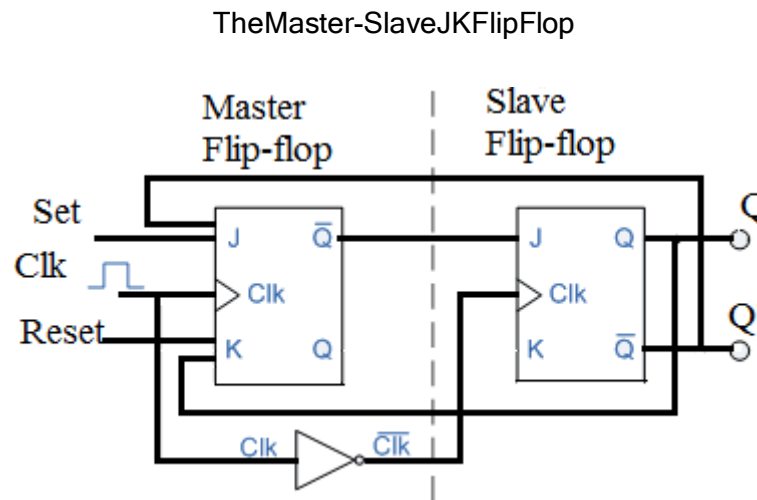 TheMaster-SlaveJKFlipFlop
Master
Flip-flop
Slave
Flip-flop
Set
J
Q̅
J
Q
Q
Clk
Clk
Clk
Reset
K
Q
K
Q̅
Q
Clk
C̅l̅k̅